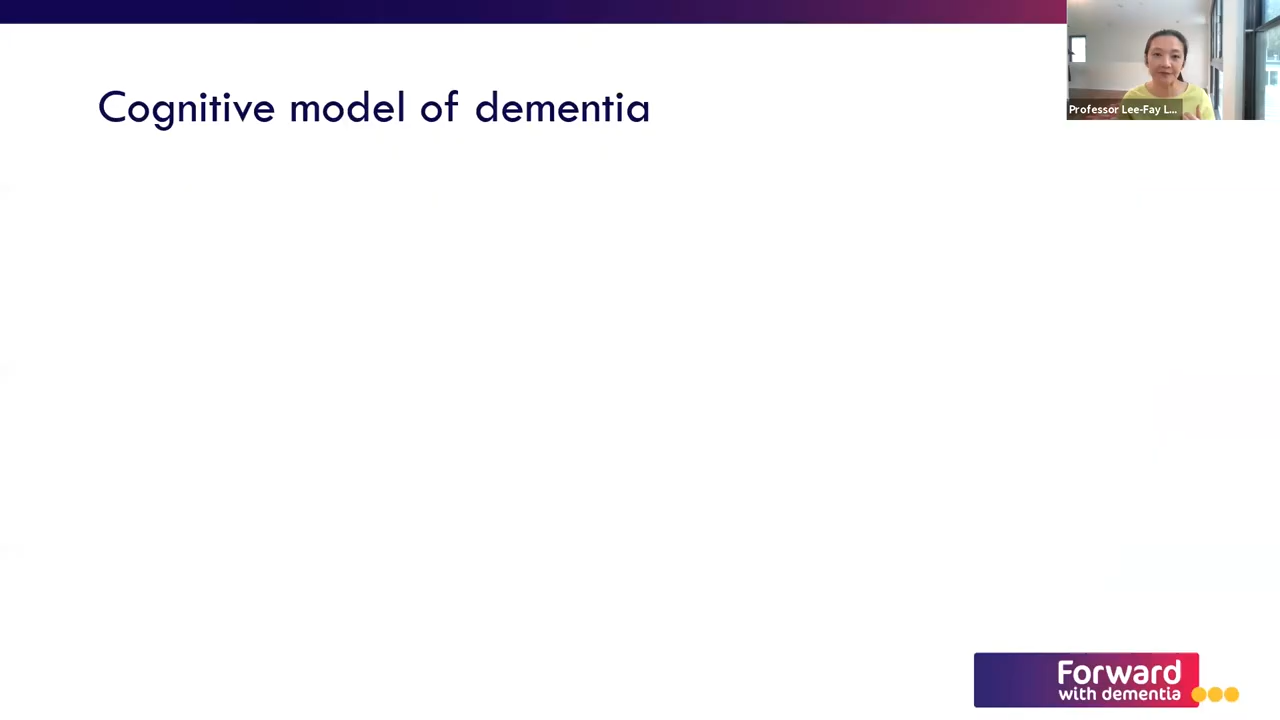 Professor Lee-Fay L...
Cognitive model of dementia
Forward
with dementia